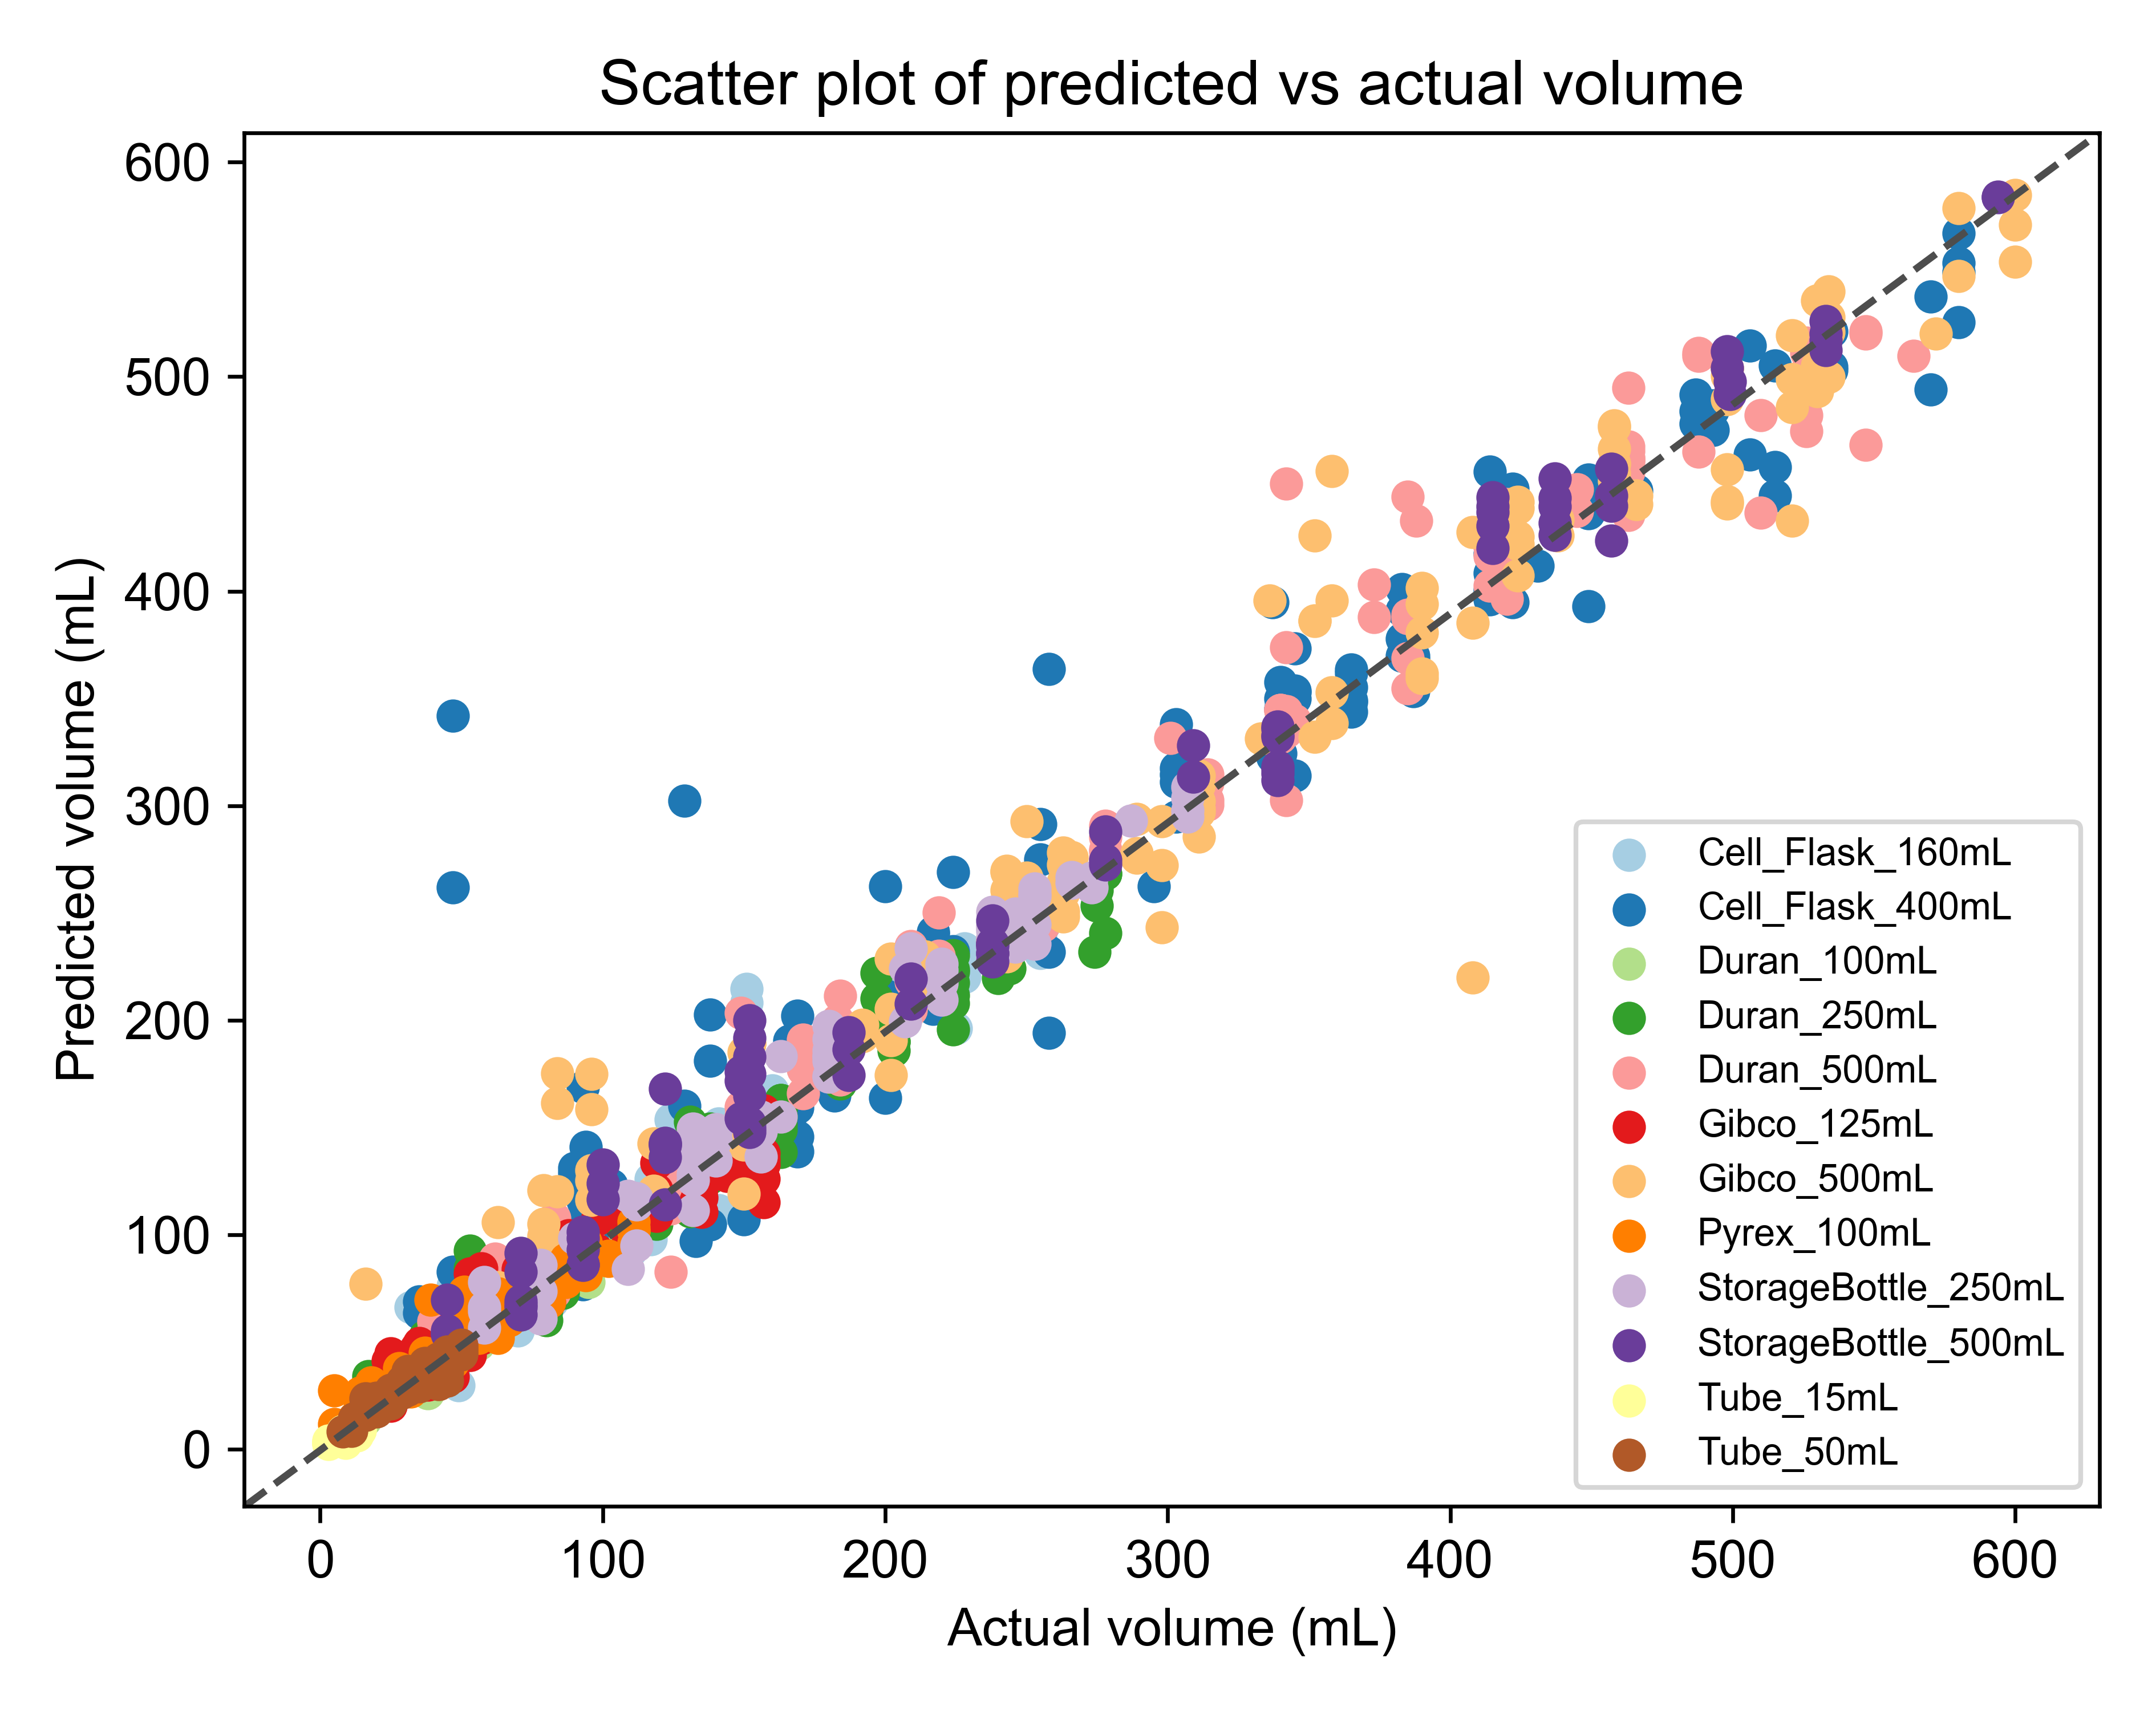 Scatter plot of predicted vs actual volume
Predicted volume (mL)
600
500
400
300
200
100
0
0 100 200 300 400 500 600
Actual volume (mL)
Cell_Flask_160mL
Cell_Flask_400mL
Duran_100mL
Duran_250mL
Duran_500mL
Gibco_125mL
Gibco_500mL
Pyrex_100mL
StorageBottle_250mL
StorageBottle_500mL
Tube_15mL
Tube_50mL